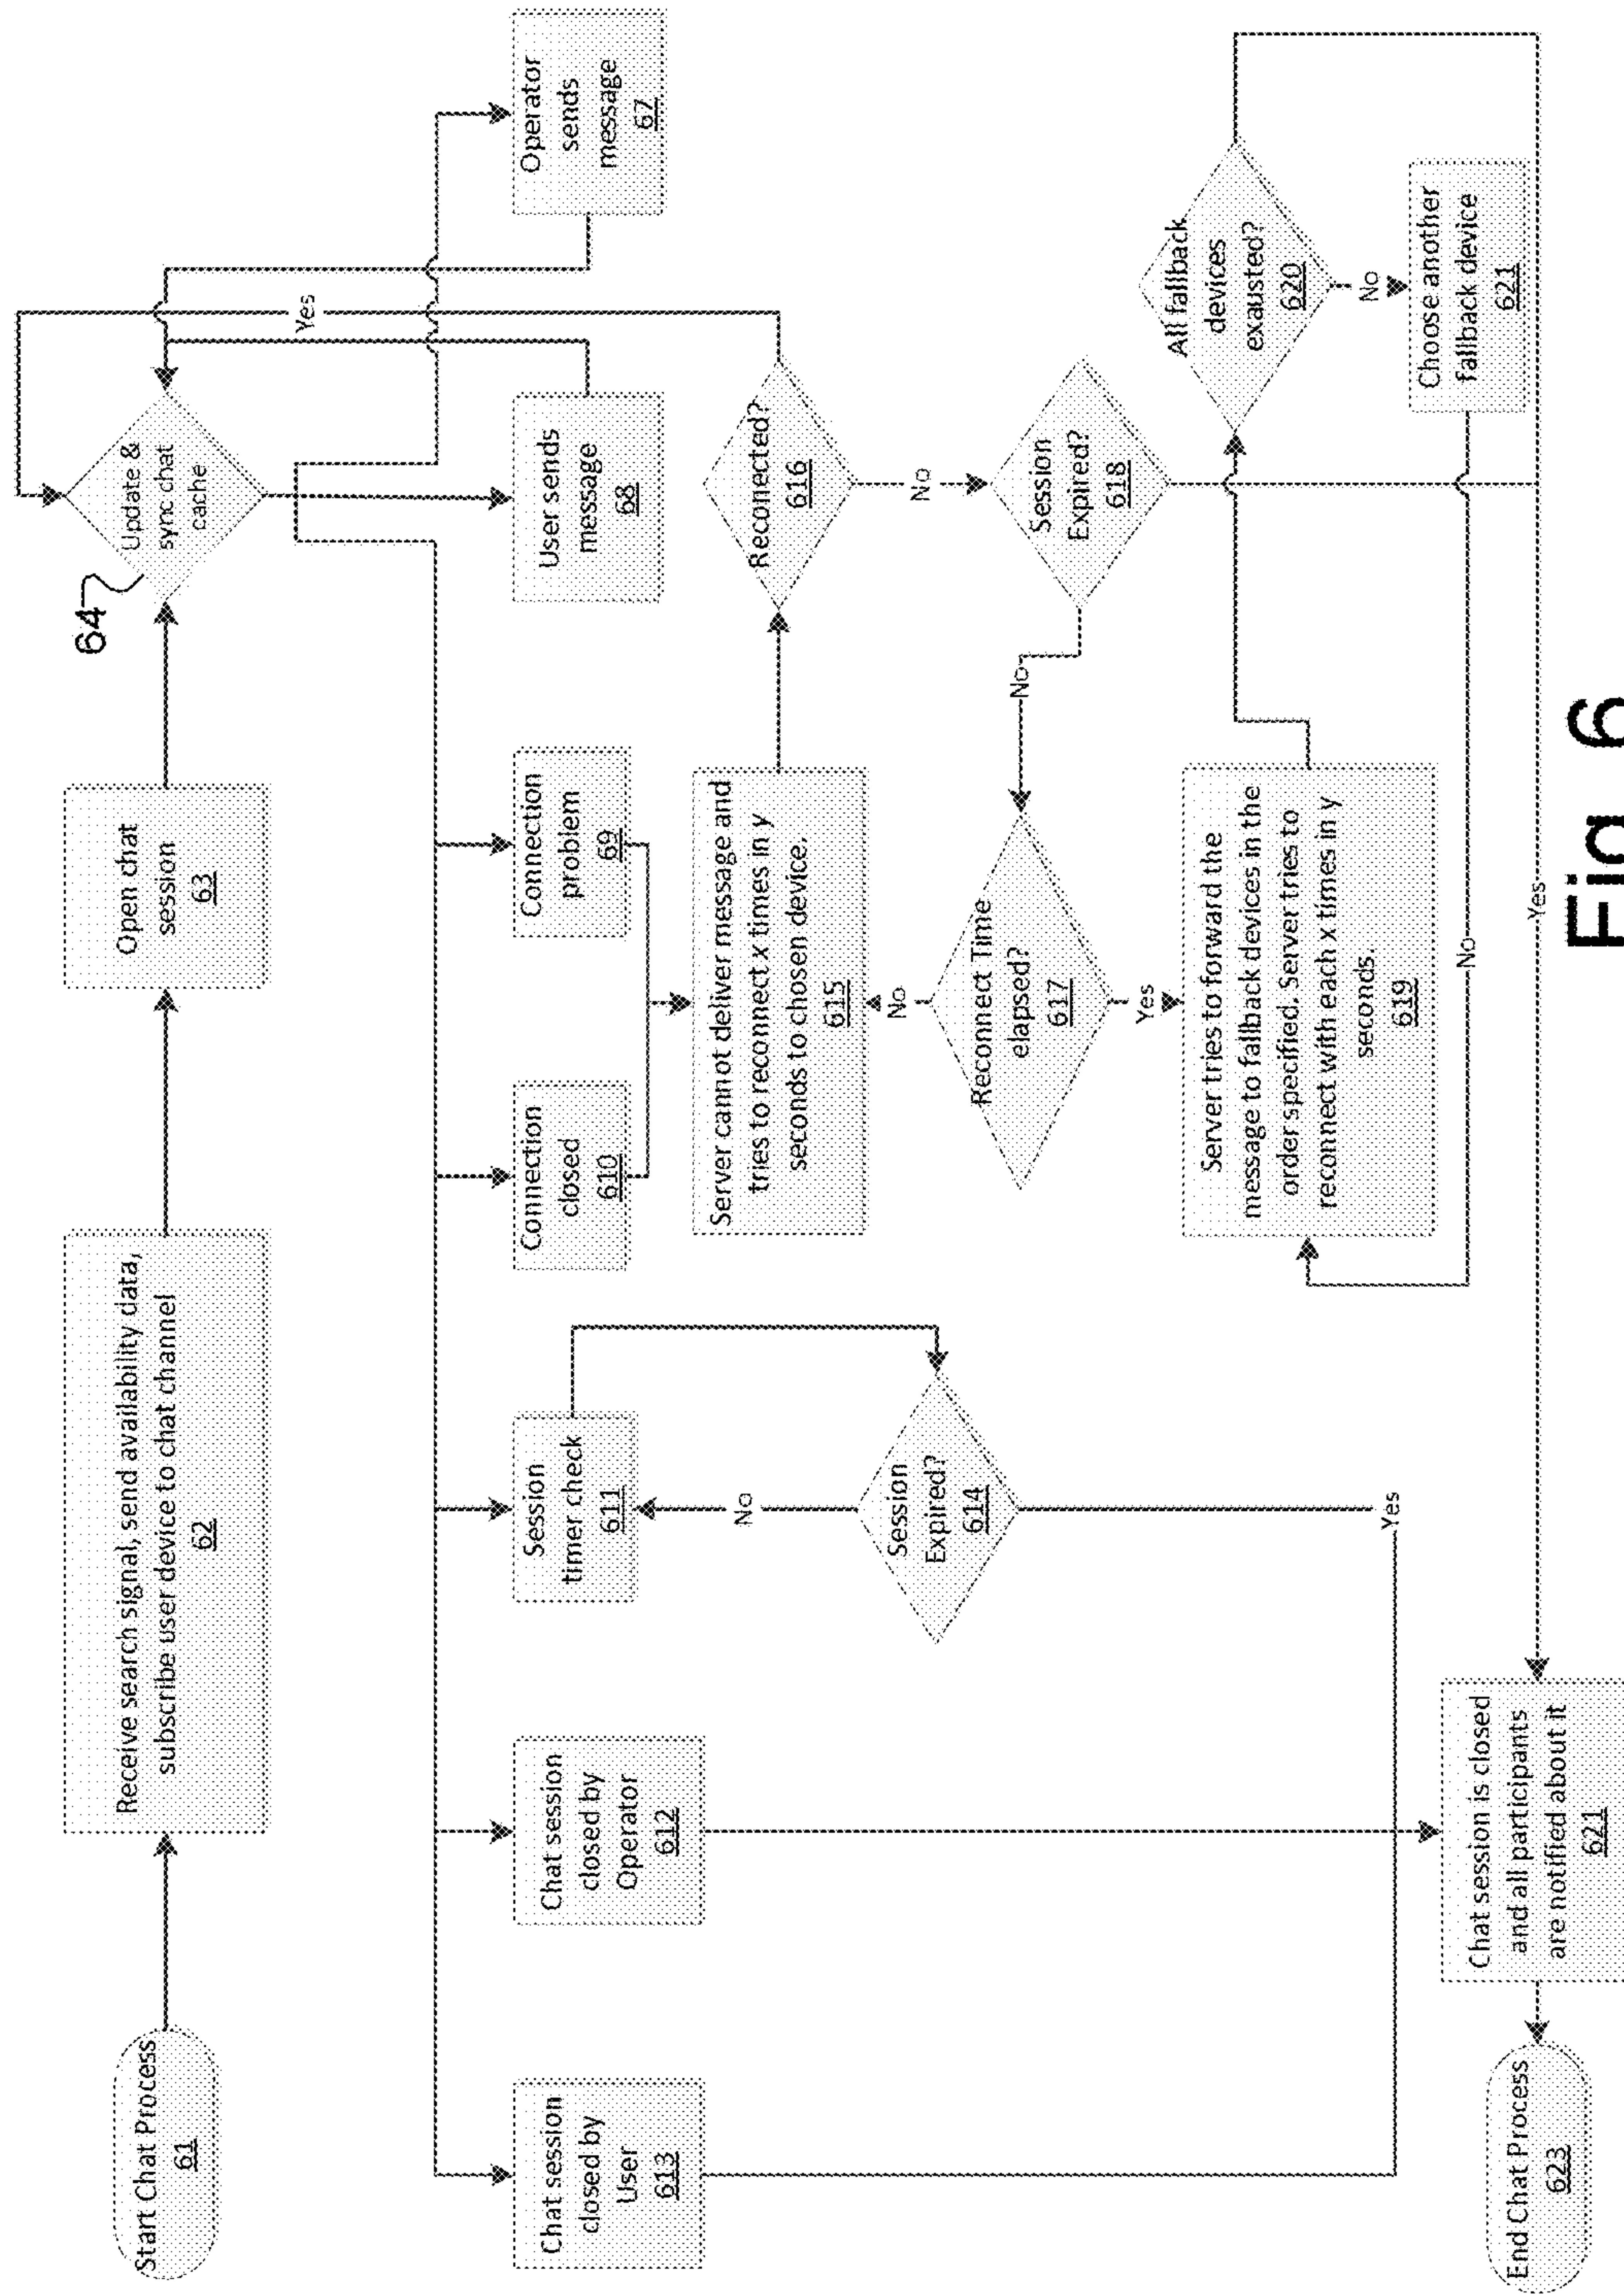 Start Chat Process
61
Receive search signal, send availability data,
subscribe user device to chat channel
62
Open chat
session
63
64
Update &
sync chat
cache
Chat session
closed by
User
613
Chat session
closed by
Operator
612
Session
timer check
611
Connection
closed
610
Connection
problem
69
User sends
message
68
Operator
sends
message
67
Yes
No
Session
Expired?
614
Yes
Server cannot deliver message and
tries to reconnect x times in y
seconds to chosen device.
615
Reconected?
616
No
No
Reconnect Time
elapsed?
617
No
Session
Expired?
618
Yes
Server tries to forward the
message to fallback devices in the
order specified. Server tries to
reconnect with each x times in y
seconds.
619
All fallback
devices
exausted?
620
No
Choose another
fallback device
621
No
Yes
Chat session is closed
and all participants
are notified about it
621
End Chat Process
623
Fig. 6